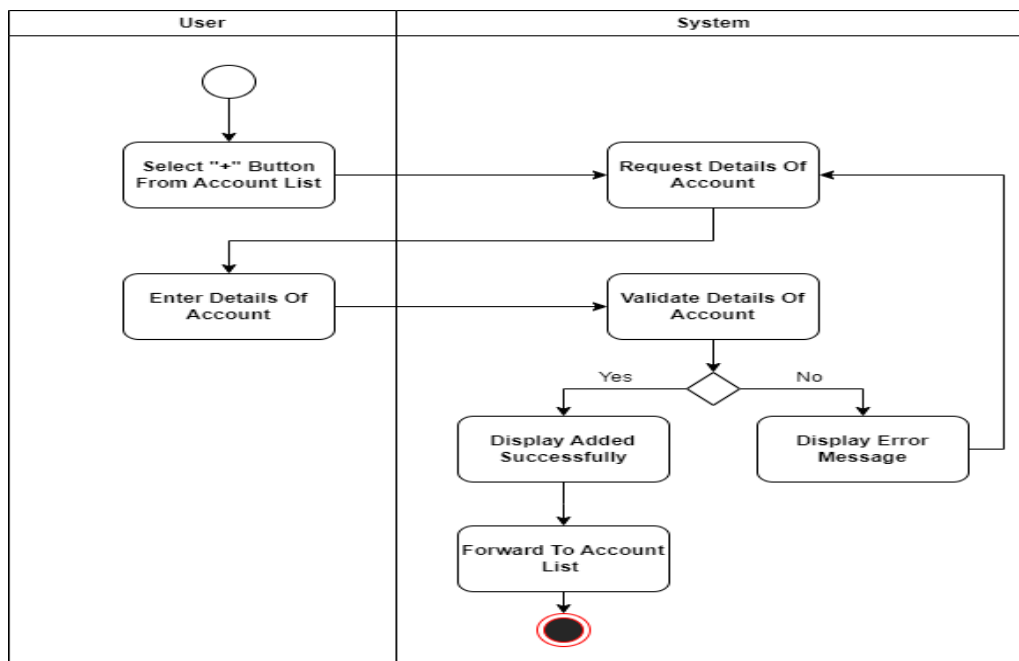 User
System
Select "+" Button
From Account List
Request Details Of
Account
Enter Details Of
Account
Validate Details Of
Account
Yes
No
Display Added
Successfully
Display Error
Message
Forward To Account
List